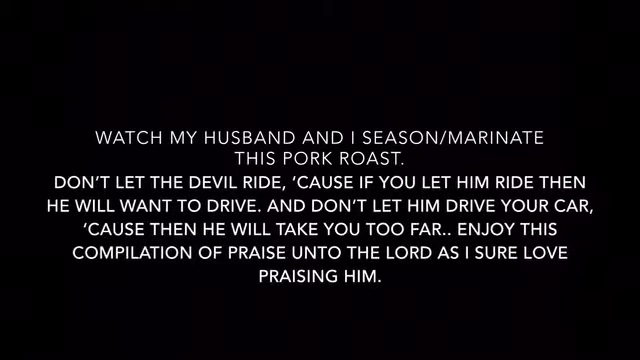 WATCH MY HUSBAND AND I SEASON/MARINATE
THIS PORK ROAST.
DON’T LET THE DEVIL RIDE, ‘CAUSE IF YOU LET HIM RIDE THEN
HE WILL WANT TO DRIVE. AND DON’T LET HIM DRIVE YOUR CAR,
‘CAUSE THEN HE WILL TAKE YOU TOO FAR.. ENJOY THIS
COMPILATION OF PRAISE UNTO THE LORD AS I SURE LOVE
PRAISING HIM.